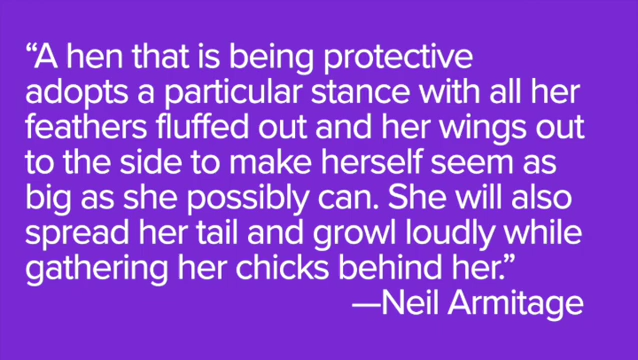 “A hen that is being protective
adopts a particular stance with all her
feathers fluffed out and her wings out
to the side to make herself seem as
big as she possibly can. She will also
spread her tail and growl loudly while
gathering her chicks behind her.”
—Neil Armitage